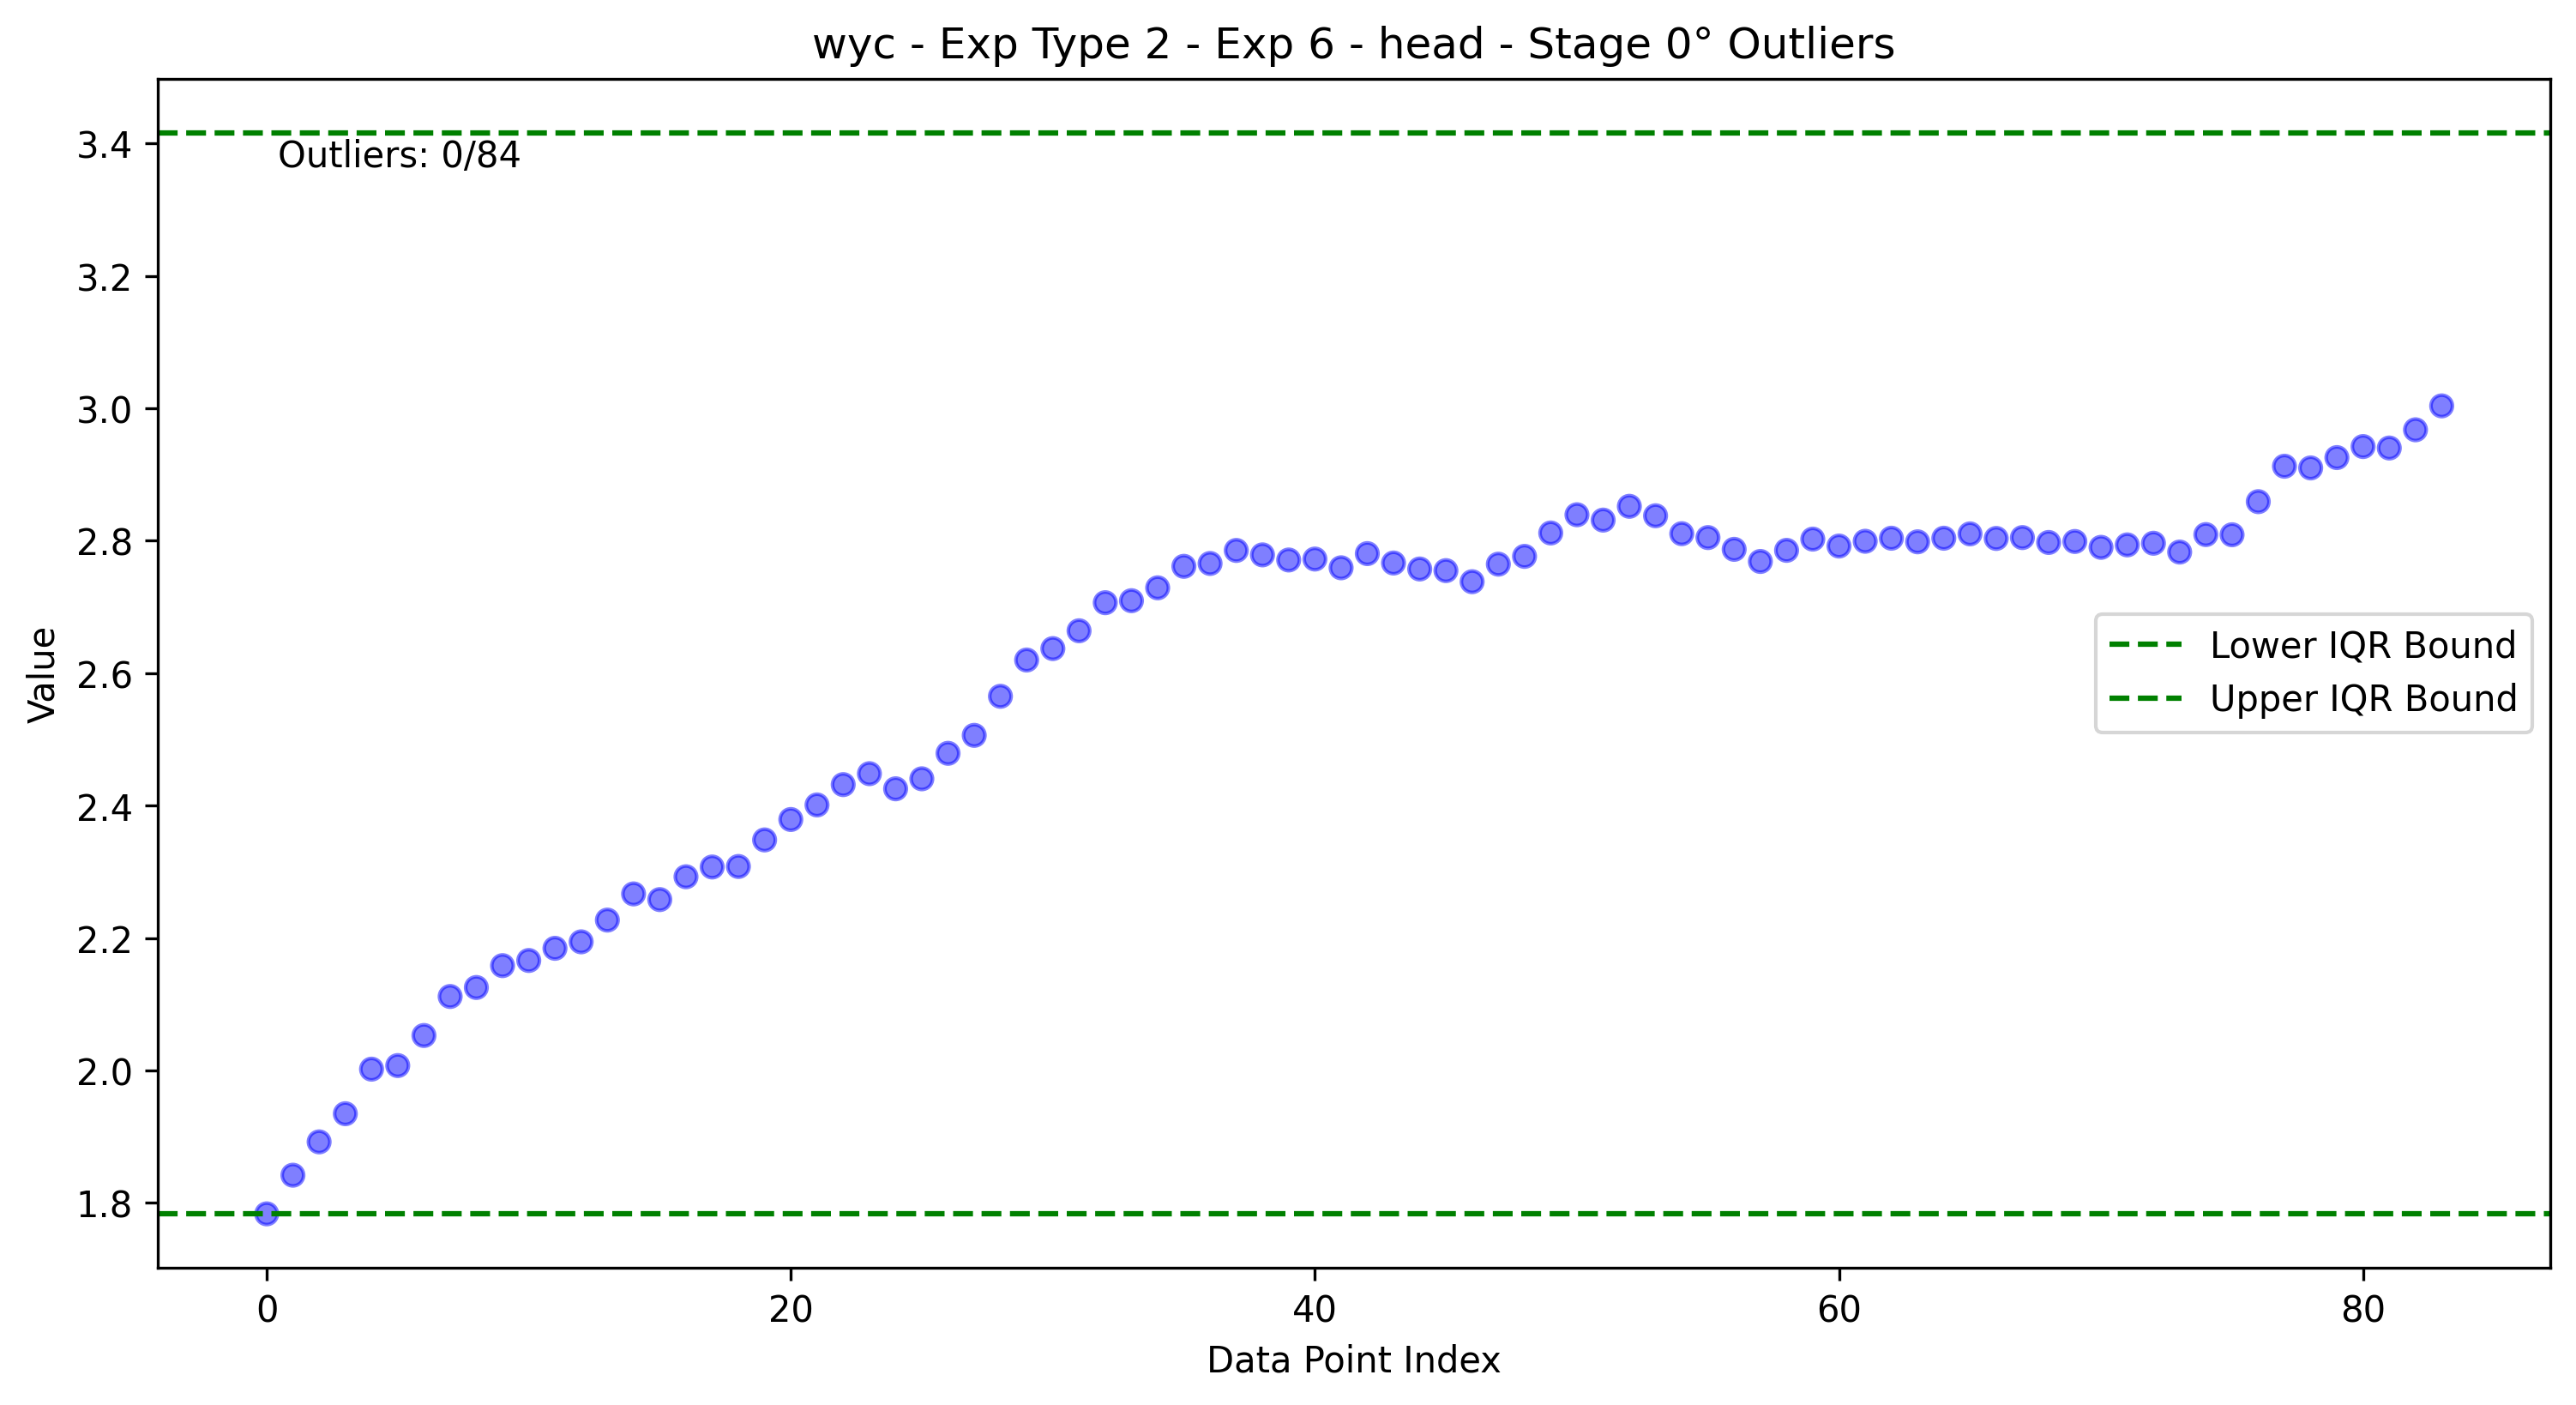 wyc - Exp Type 2 - Exp 6 - head - Stage 0° Outliers
3.4
Outliers: 0/84
3.2
3.0
2.8
2.6
2.4
2.2
2.0
1.8
Value
Lower IQR Bound
Upper IQR Bound
0 20 40 60 80
Data Point Index